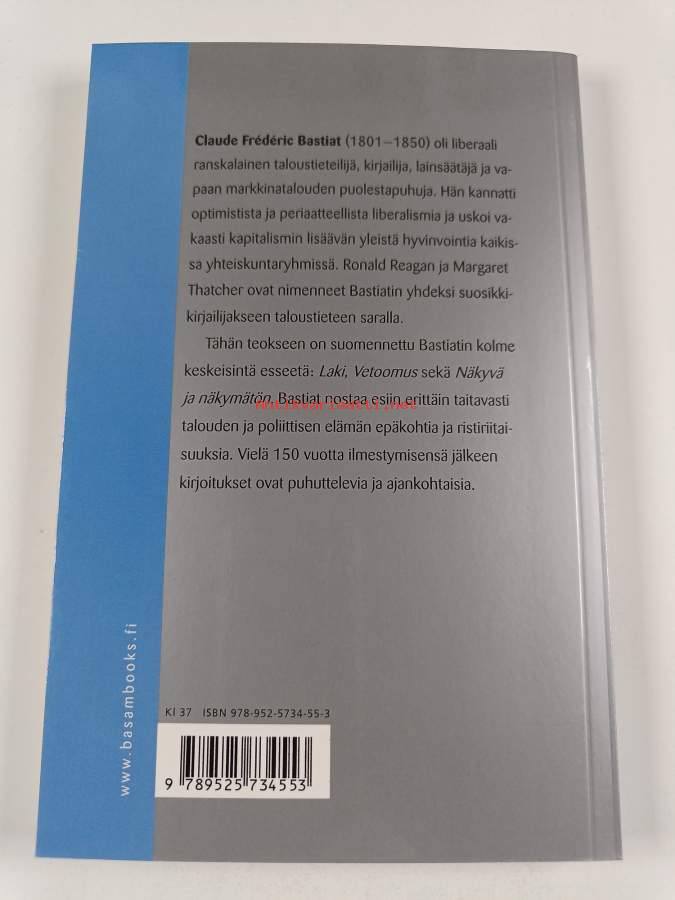 Claude Frédéric Bastiat (1801–1850) oli liberaali
ranskalainen taloustieteilijä, kirjailija, lainsäätäjä ja va-
paan markkinatalouden puolestapuhuja. Hän kannatti
optimistista ja periaatteellista liberalismia ja uskoi va-
kaasti kapitalismin lisäävän yleistä hyvinvointia kaikis-
sa yhteiskuntaryhmissä. Ronald Reagan ja Margaret
Thatcher ovat nimenneet Bastiatin yhdeksi suosikki-
kirjailijakseen taloustieteen saralla.
Tähän teokseen on suomennettu Bastiatin kolme
keskeisintä esseetä: Laki, Vetoomus sekä Näkyvä
ja näkymätön. Bastiat nostaa esiin erittäin taitavasti
Antikvariaatti.net
talouden ja poliittisen elämän epäkohtia ja ristiriitai-
suuksia. Vielä 150 vuotta ilmestymisensä jälkeen
kirjoitukset ovat puhuttelevia ja ajankohtaisia.
www.basambooks.fi
Kl 37 ISBN 978-952-5734-55-3
9 789525 734553